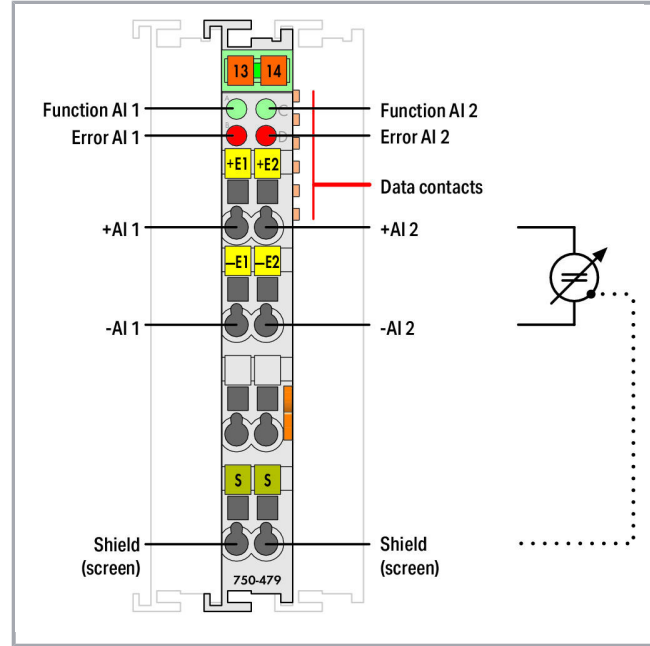 13 14
A C
Function AI 1 Function AI 2
B D
Error AI 1 Error AI 2
+E1 +E2
Data contacts
+AI 1 +AI 2
—E1 —E2
-AI 1 -AI 2
S S
Shield
(screen)
Shield
(screen)
750-479